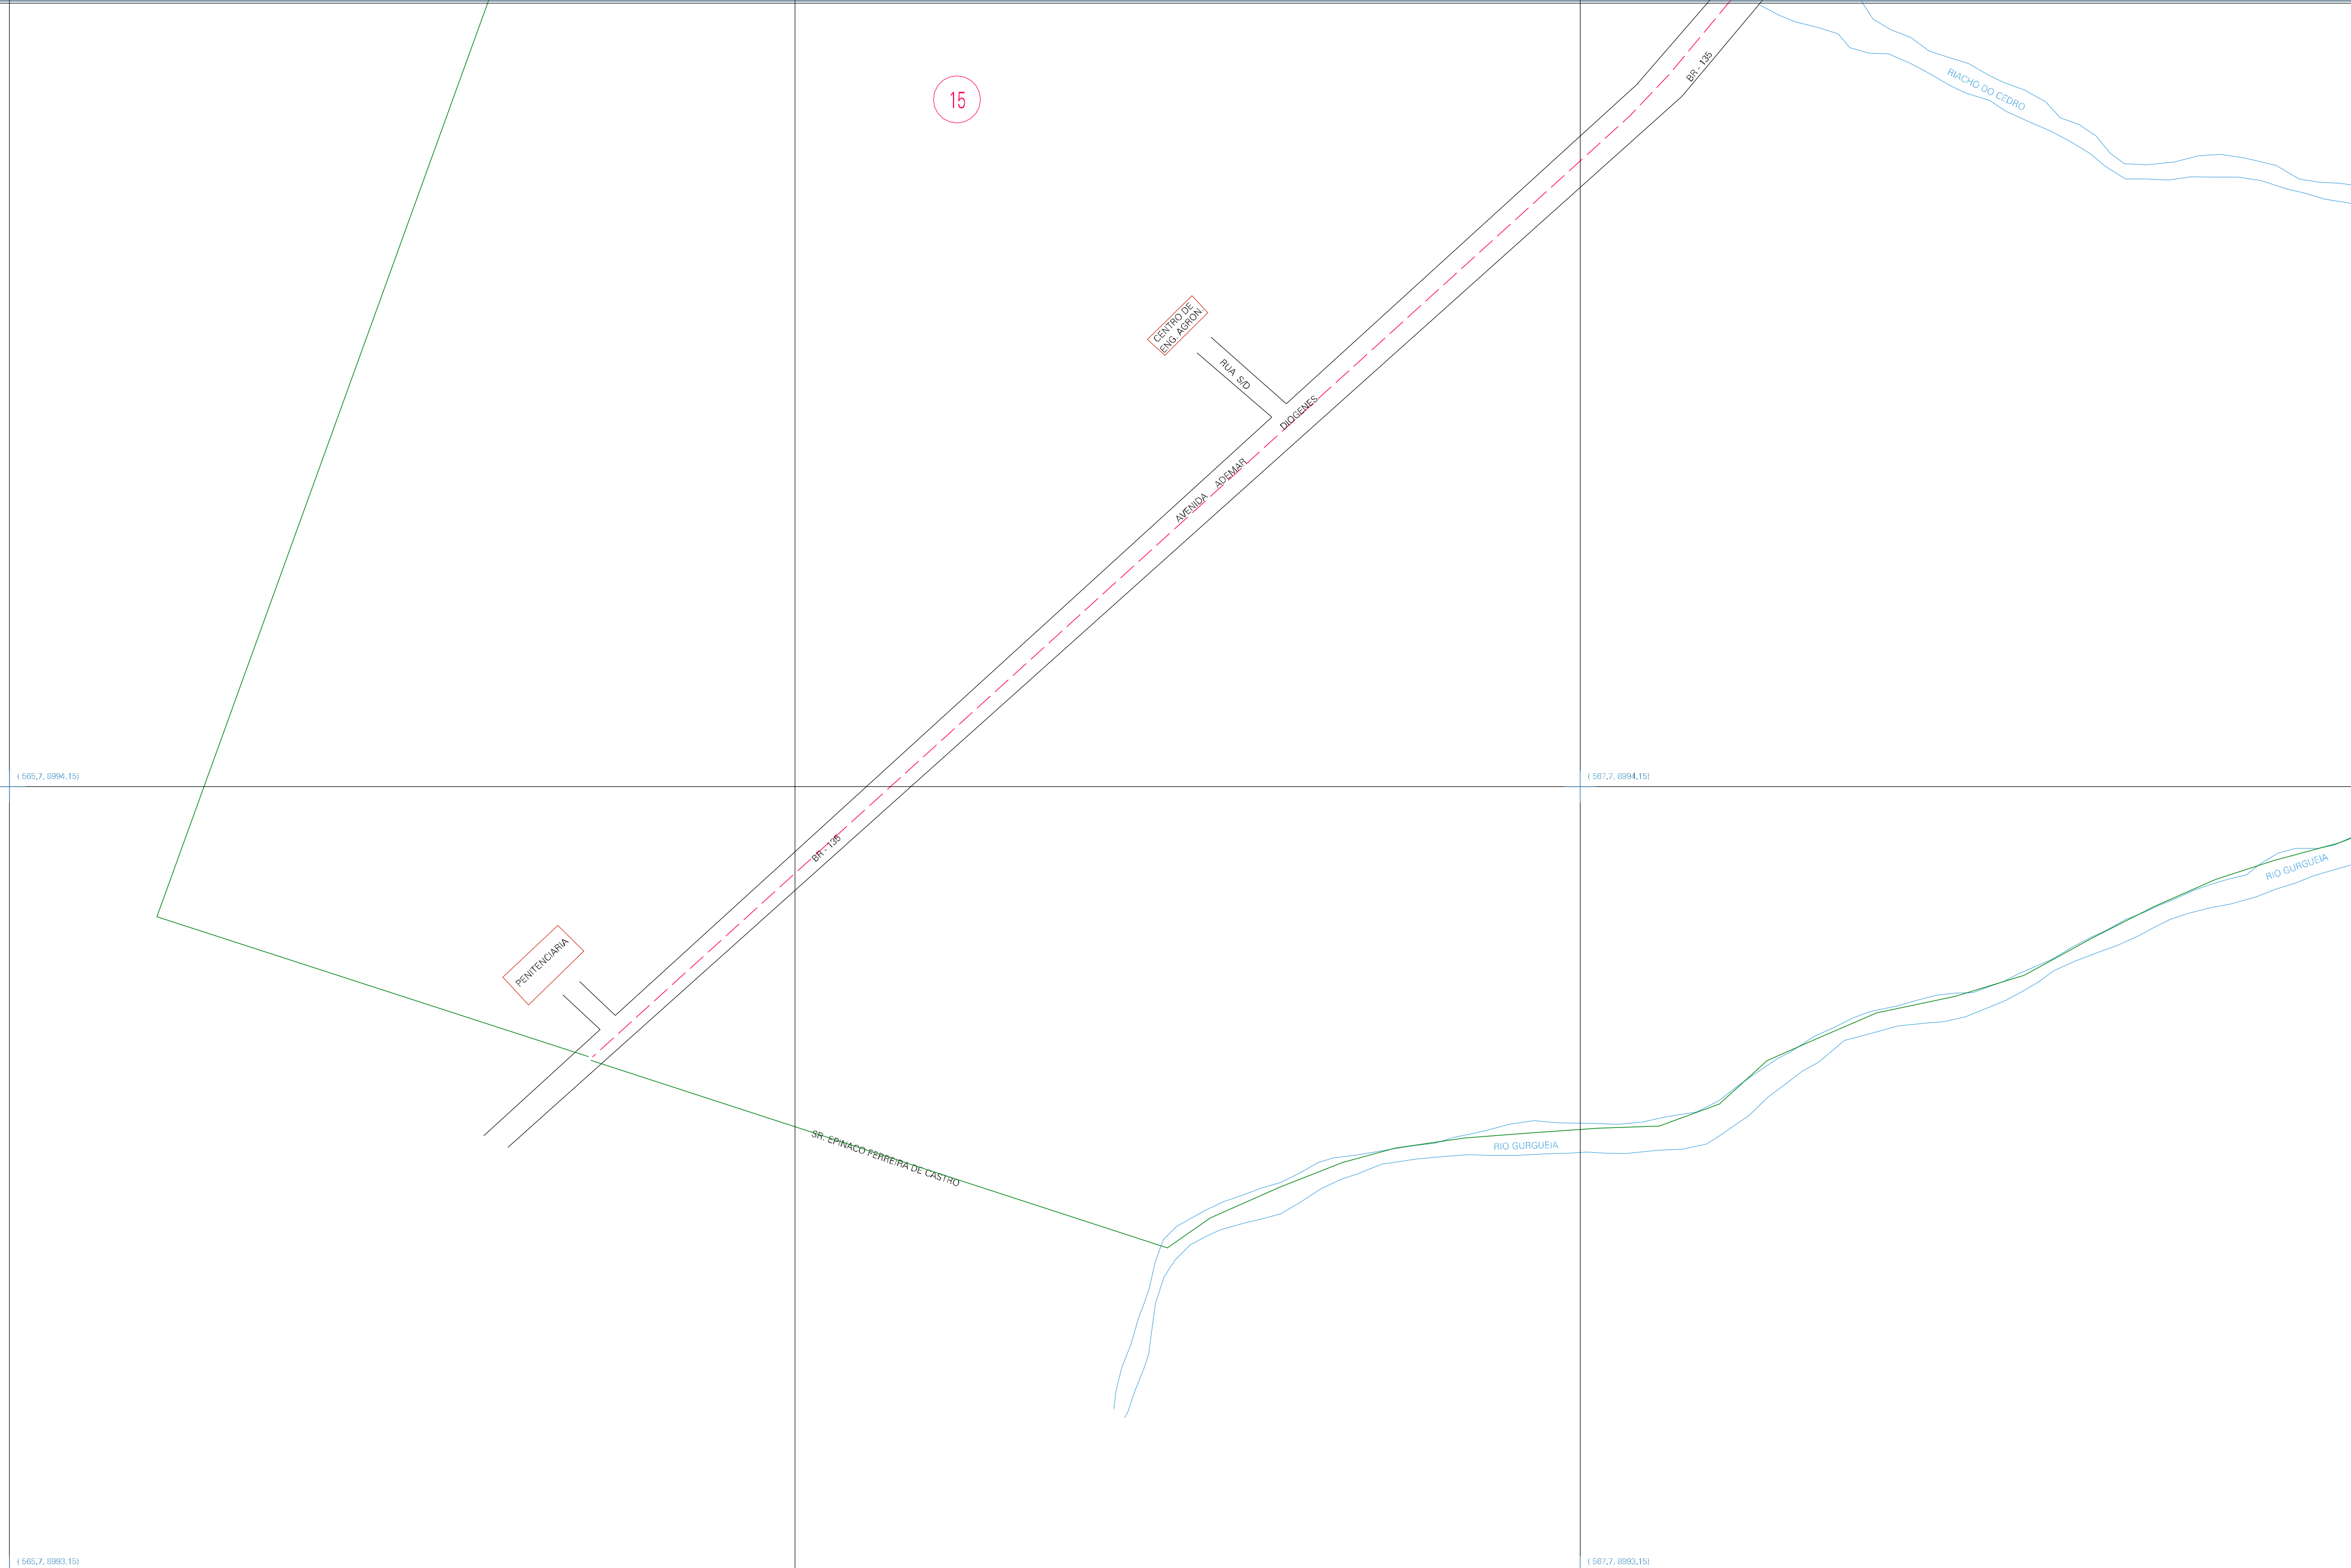 BR - 135
RIACHO DO CEDRO
15
CENTRO DE
ENG. AGRON.
RUA S/D
DIOGENES
ADEMAR
AVENIDA
( 565,7, 8994,15)
( 567,7, 8994,15)
BR - 135
RIO GURGUÉIA
PENITENCIARIA
SR. EPINACO FERREIRA DE CASTRO
RIO GURGUÉIA
( 565,7, 8993,15)
( 567,7, 8993,15)